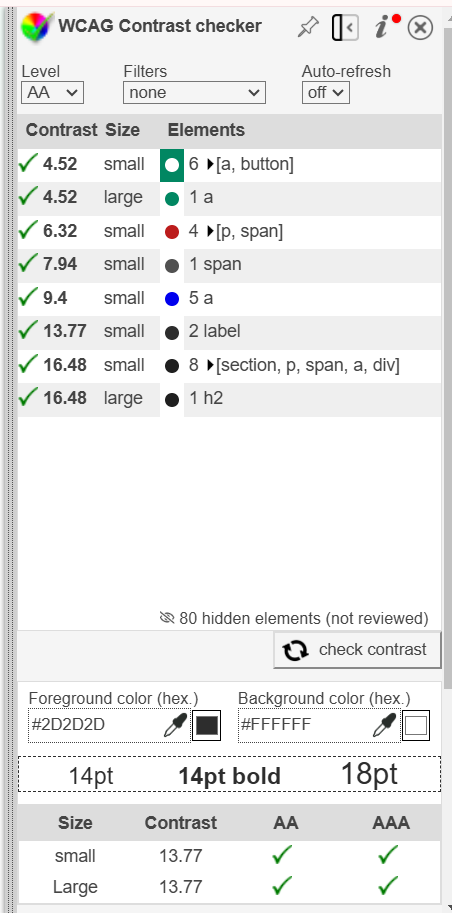 WCAG Contrast checker
Level Filters Auto-refresh
AA none off
Contrast Size Elements
4.52 small 6 [a, button]
4.52 large 1 a
6.32 small 4 [p, span]
7.94 small 1 span
9.4 small 5 a
13.77 small 2 label
16.48 small 8 [section, p, span, a, div]
16.48 large 1 h2
80 hidden elements (not reviewed)
check contrast
Foreground color (hex.) Background color (hex.)
#2D2D2D #FFFFFF
14pt 14pt bold 18pt
Size Contrast AA AAA
small 13.77
Large 13.77